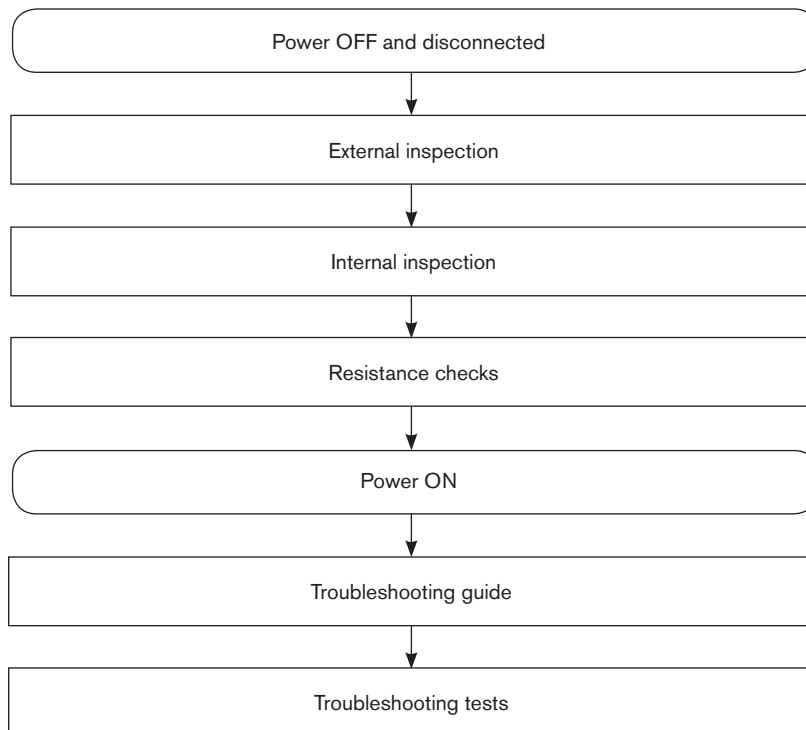 Power OFF and disconnected
External inspection
Internal inspection
Resistance checks
Power ON
Troubleshooting guide
Troubleshooting tests